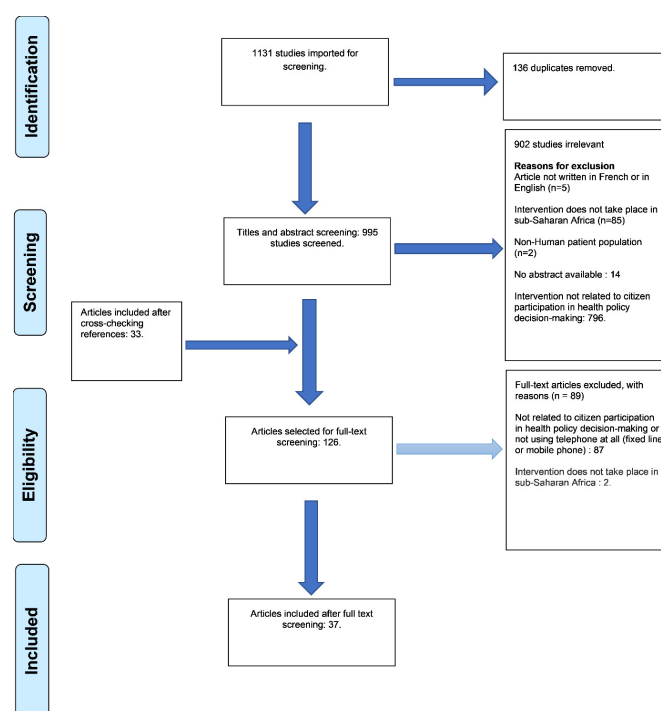 Identification
1131 studies imported for
screening.
136 duplicates removed.
902 studies irrelevant
Reasons for exclusion
Article not written in French or in
English (n=5)
Intervention does not take place in
sub-Saharan Africa (n=85)
Non-Human patient population
(n=2)
No abstract available : 14
Intervention not related to citizen
participation in health policy
decision-making: 796.
Screening
Titles and abstract screening: 995
studies screened.
Articles included after
cross-checking
references: 33.
Eligibility
Articles selected for full-text
screening: 126.
Full-text articles excluded, with
reasons (n = 89)
Not related to citizen participation
in health policy decision-making or
not using telephone at all (fixed line
or mobile phone) : 87
Intervention does not take place in
sub-Saharan Africa : 2.
Included
Articles included after full text
screening: 37.